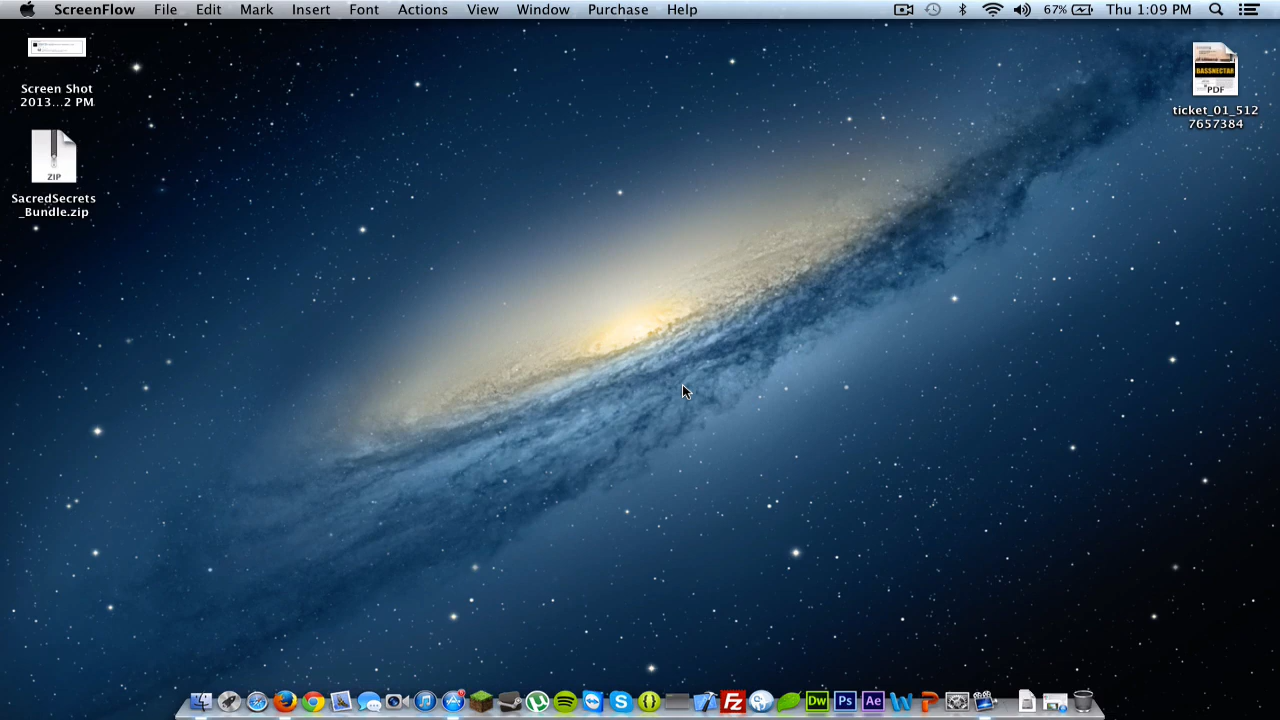 ScreenFlow File Edit Mark Insert Font Actions View Window Purchase Help 67% Thu 1:09 PM
Screen Shot
2013...2 PM
ZIP
SacredSecrets
_Bundle.zip
BASSNECTAR
PDF
ticket_01_512
7657384
Dw Ps Ae